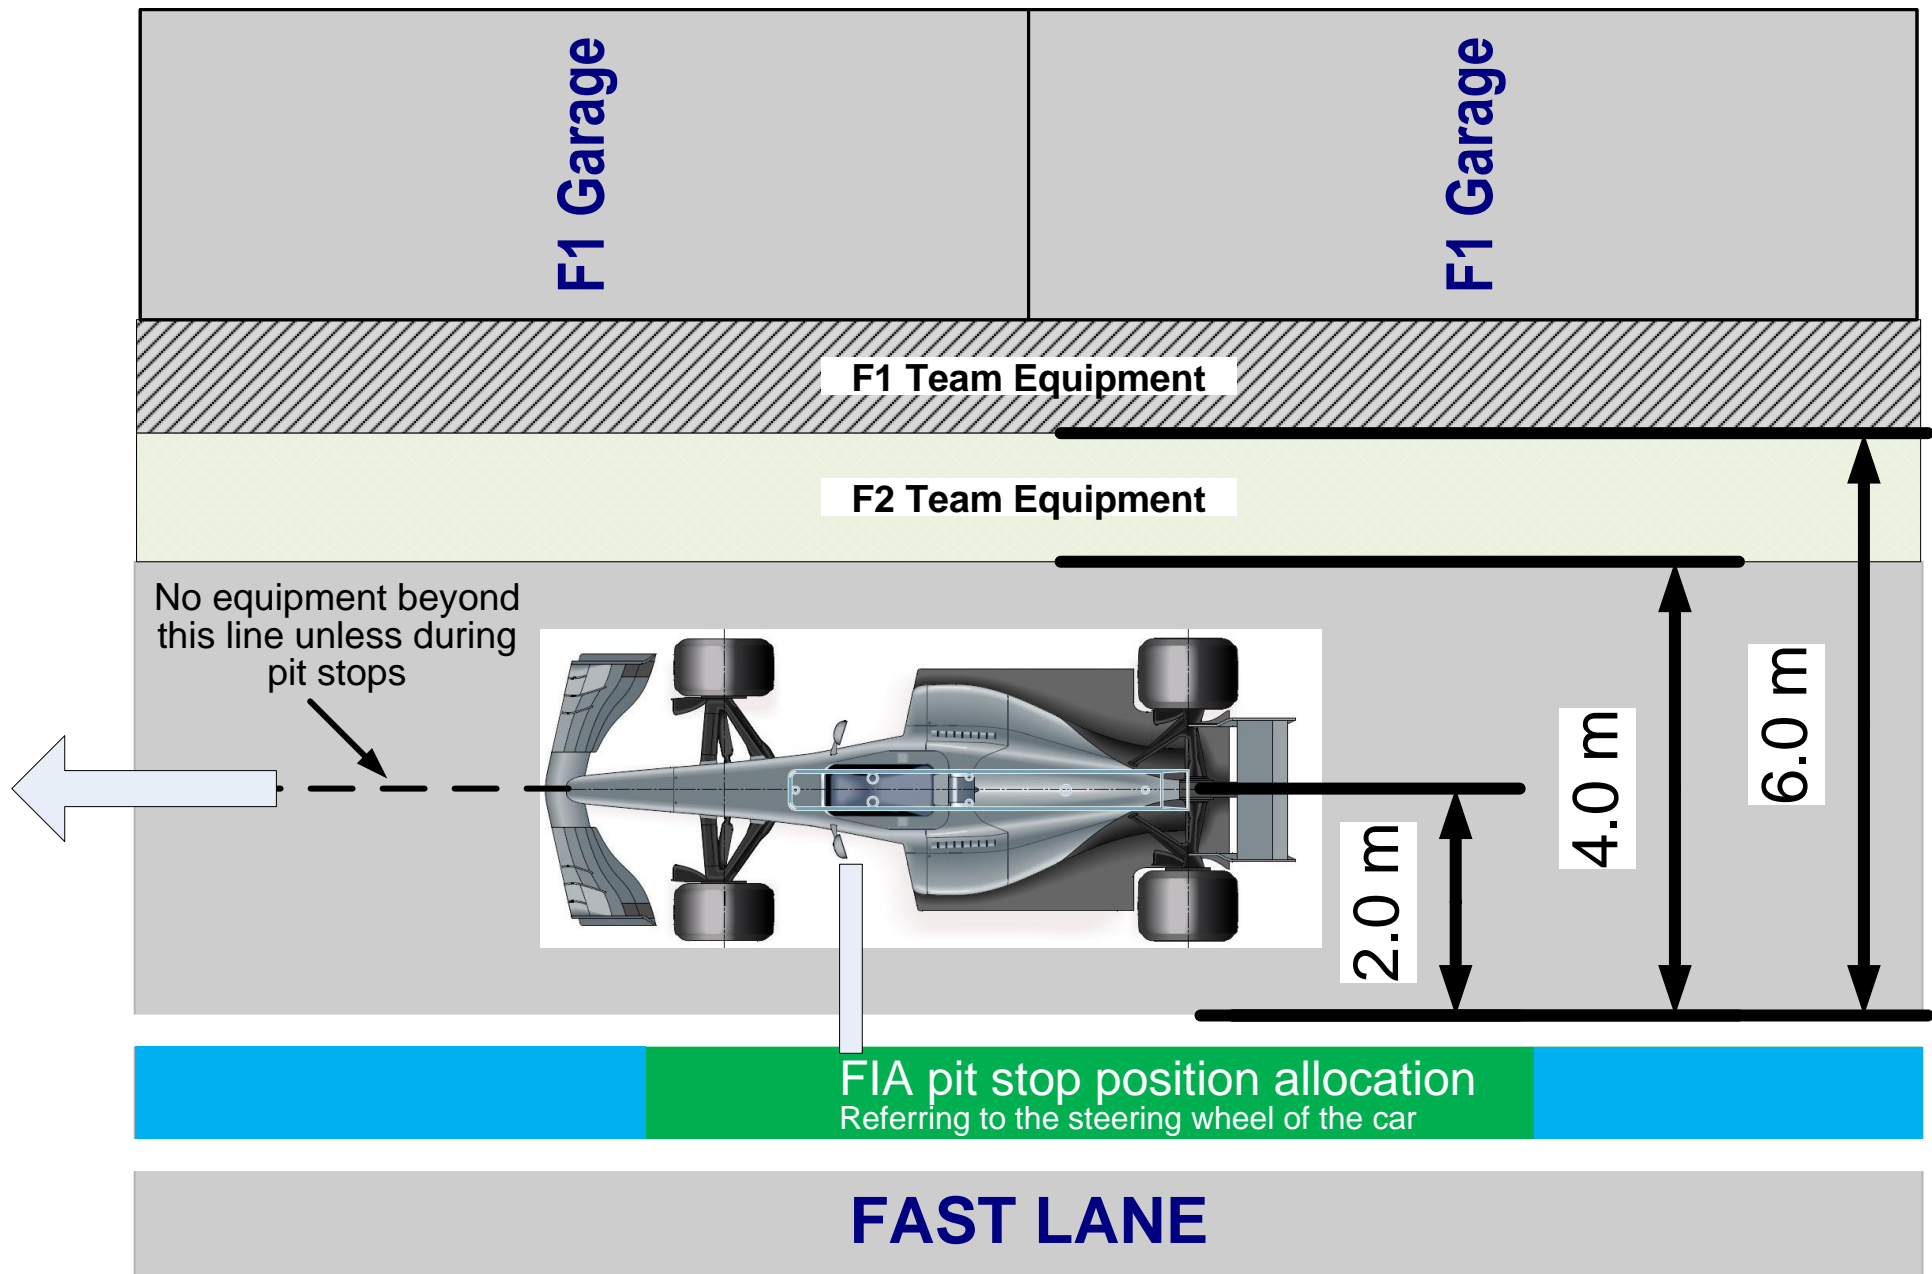 F1 Garage
F1 Garage
F1 Team Equipment
F2 Team Equipment
No equipment beyond
this line unless during
pit stops
2.0 m
4.0 m
6.0 m
FIA pit stop position allocation
Referring to the steering wheel of the car
FAST LANE